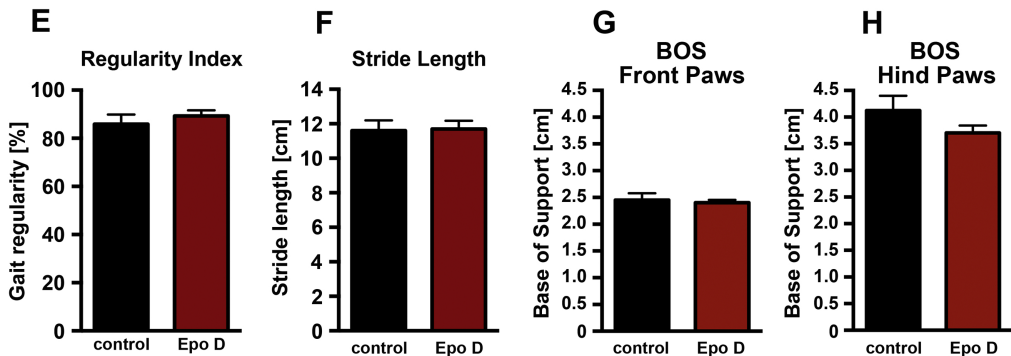 E
Regularity Index
Gait regularity [%]
100
80
60
40
20
0
control
Epo D
F
Stride Length
Stride length [cm]
14
12
10
8
6
4
2
0
control
Epo D
G
BOS
Front Paws
Base of Support [cm]
4.5
4.0
3.5
3.0
2.5
2.0
1.5
1.0
0.5
0
control
Epo D
H
BOS
Hind Paws
Base of Support [cm]
4.5
4.0
3.5
3.0
2.5
2.0
1.5
1.0
0.5
0
control
Epo D